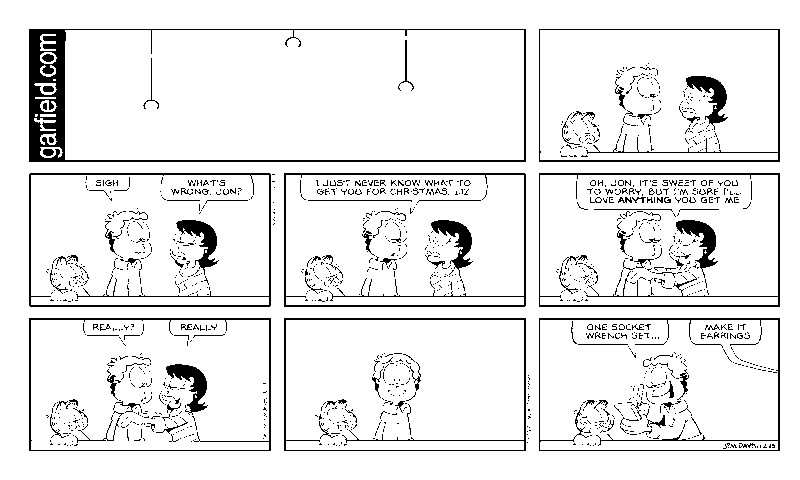 garfield.com
SIGH
WHAT'S
WRONG, JON?
I JUST NEVER KNOW WHAT TO
GET YOU FOR CHRISTMAS, LIZ
OH, JON, IT'S SWEET OF YOU
TO WORRY, BUT I'M SURE I'LL
LOVE ANYTHING YOU GET ME
REALLY?
REALLY
ONE SOCKET
WRENCH SET...
MAKE IT
EARRINGS
JIM DAVIS